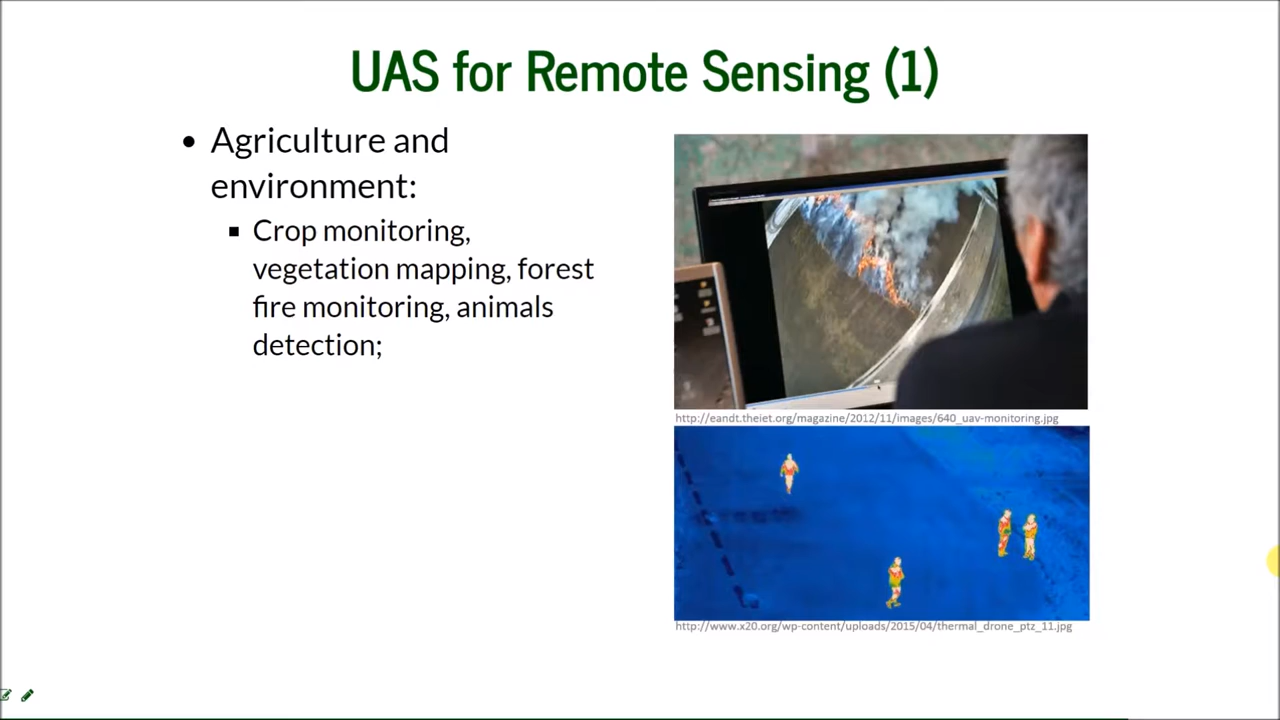 UAS for Remote Sensing (1)
Agriculture and
environment:
Crop monitoring,
vegetation mapping, forest
fire monitoring, animals
detection;
http://eandt.theiet.org/magazine/2012/11/images/640_uav-monitoring.jpg
http://www.x20.org/wp-content/uploads/2015/04/thermal_drone_ptz_11.jpg